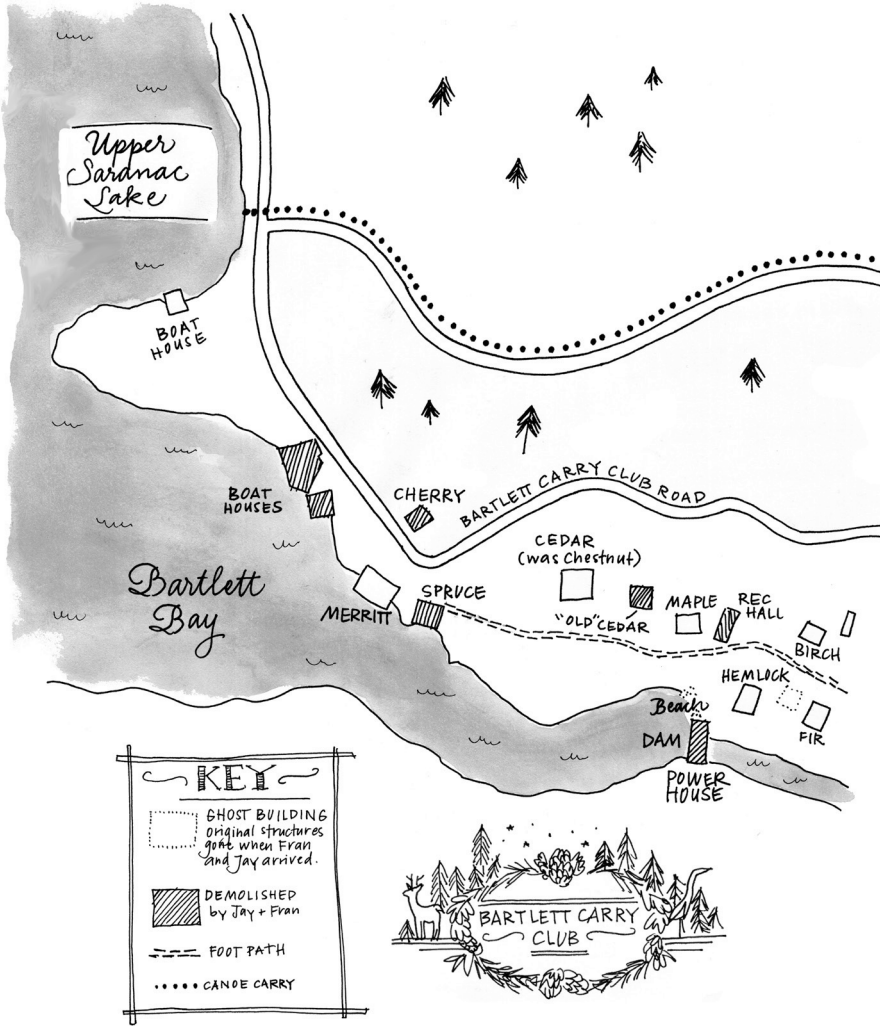 Upper
Saranac
Lake
BOAT
HOUSE
BOAT
HOUSES
CHERRY
BARTLETT CARRY CLUB ROAD
CEDAR
(was Chestnut)
Bartlett
Bay
MERRITT
SPRUCE
"OLD" CEDAR
MAPLE
REC
HALL
BIRCH
HEMLOCK
Beach
FIR
DAM
POWER
HOUSE
KEY
GHOST BUILDING
original structures
gone when Fran
and Jay arrived.
DEMOLISHED
by Jay + Fran
FOOT PATH
CANOE CARRY
BARTLETT CARRY
CLUB